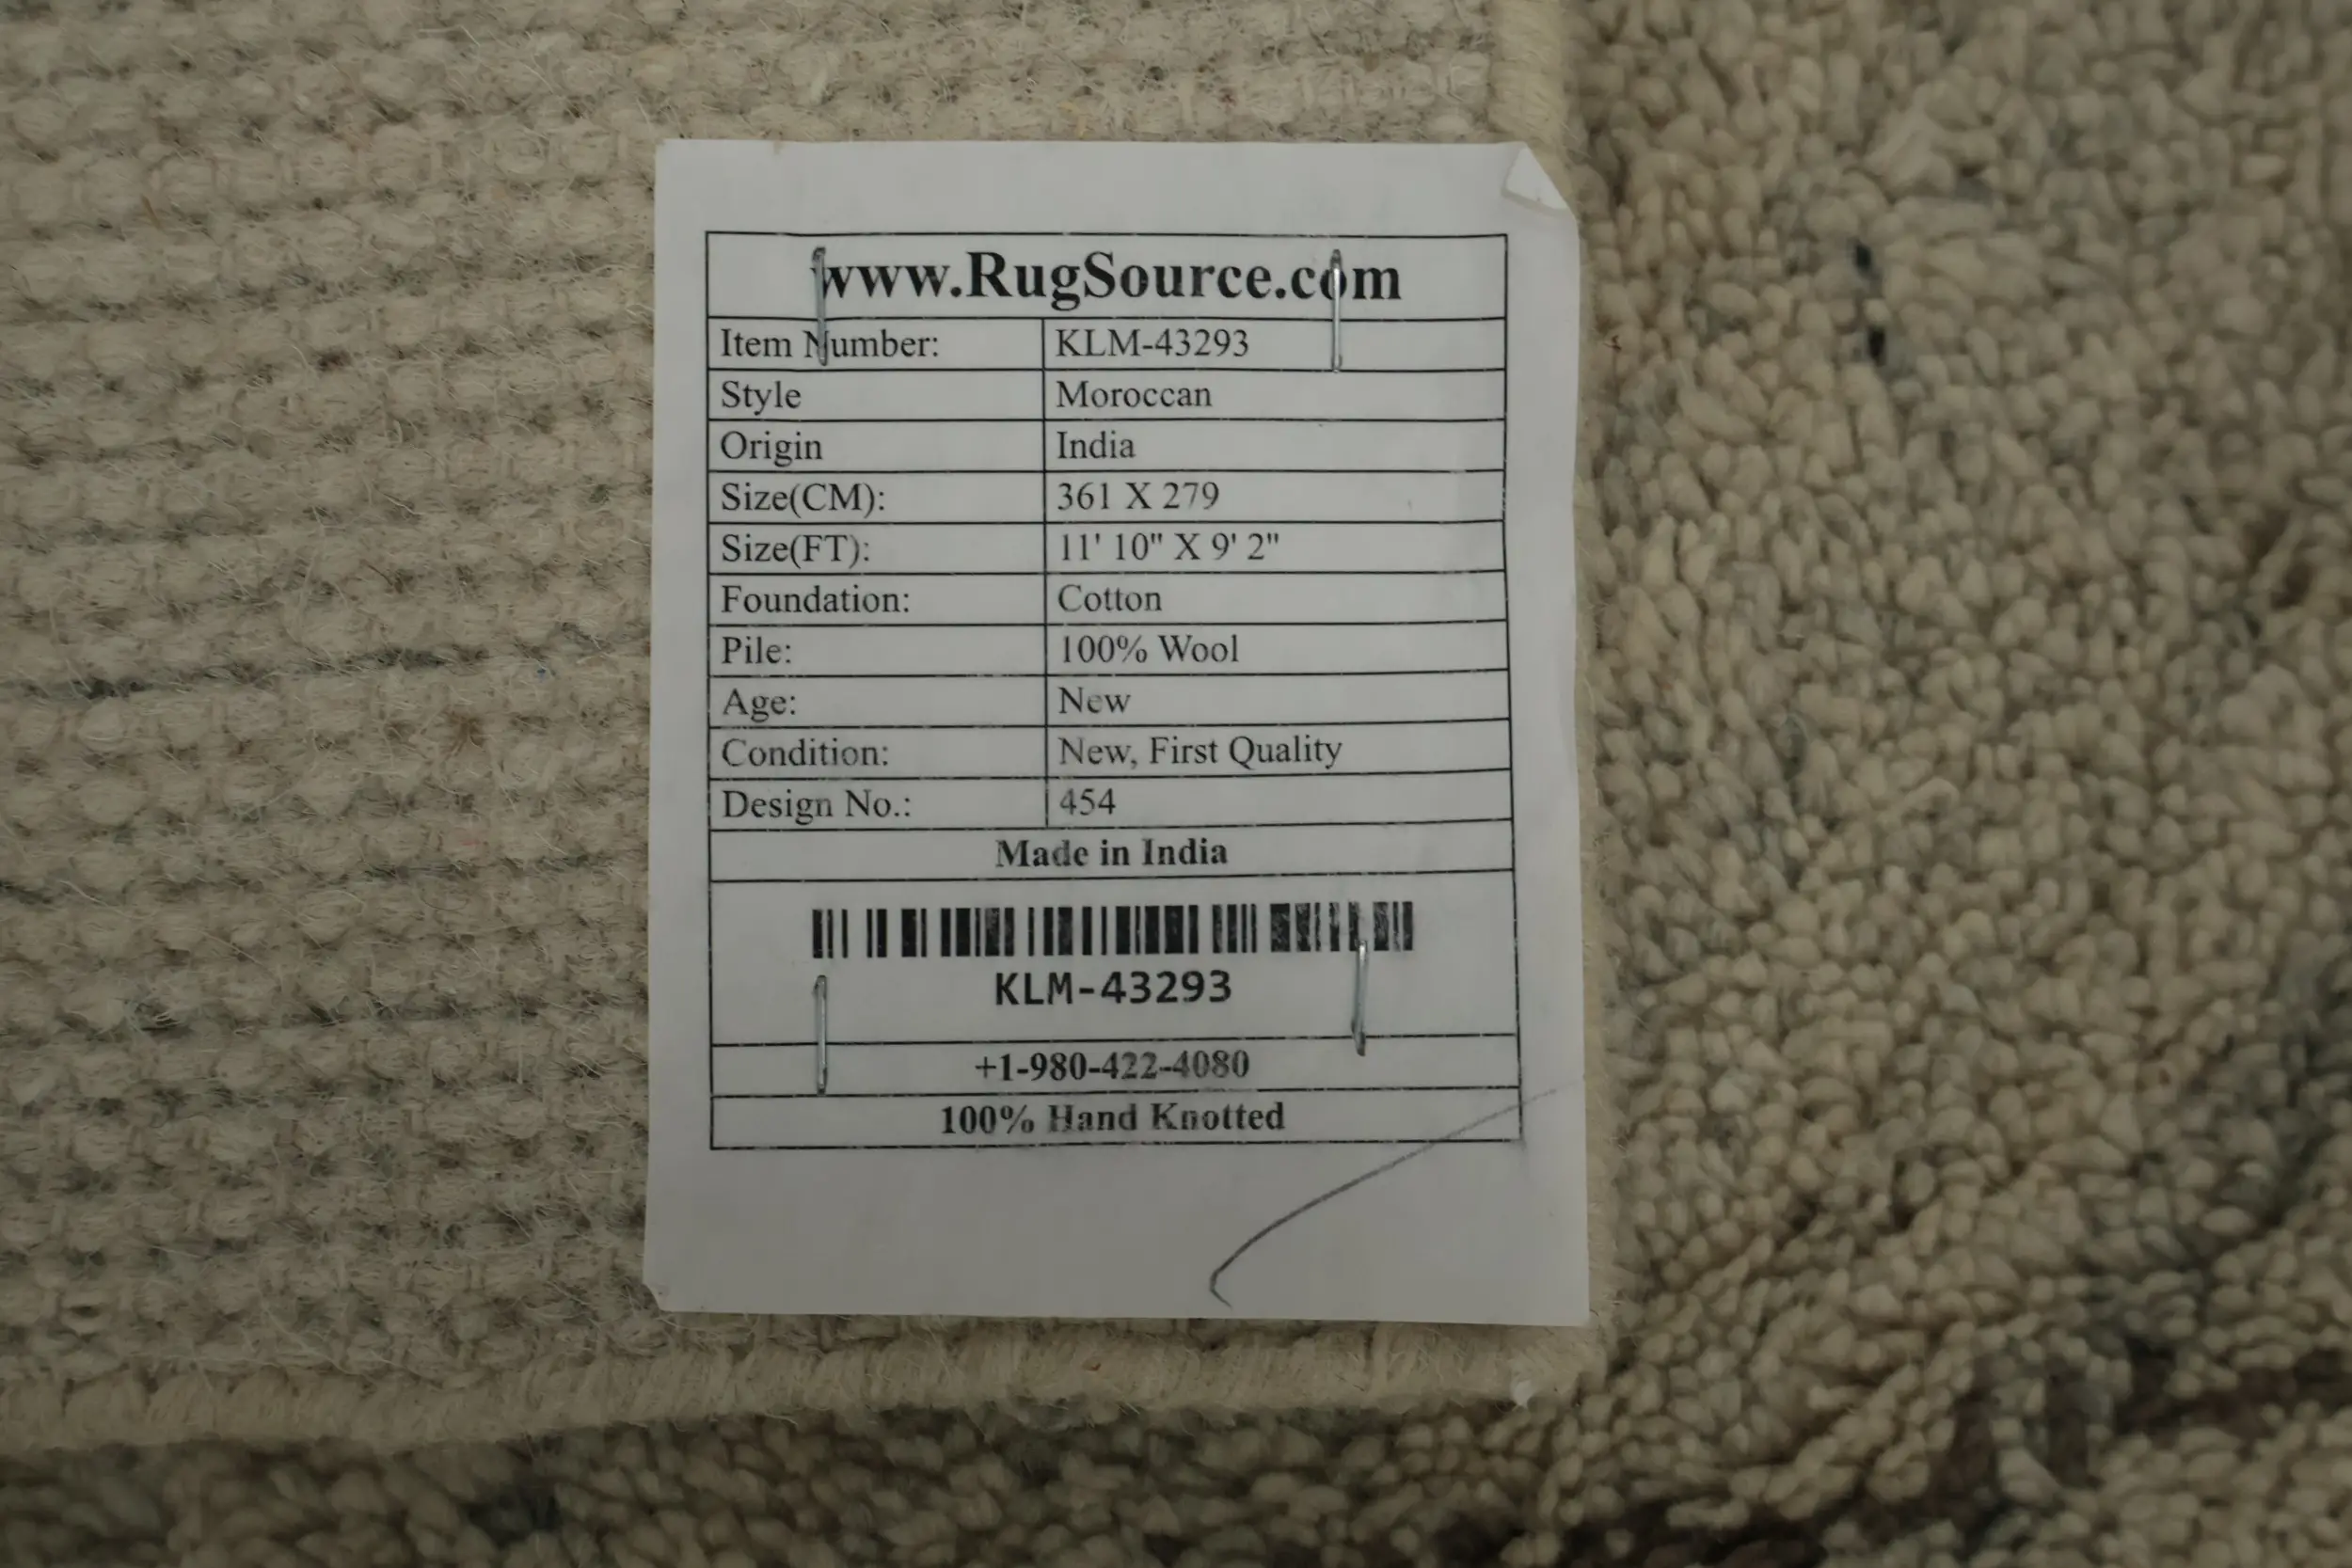 www.RugSource.com
Item Number: KLM-43293
Style Moroccan
Origin India
Size(CM): 361 X 279
Size(FT): 11' 10" X 9' 2"
Foundation: Cotton
Pile: 100% Wool
Age: New
Condition: New, First Quality
Design No.: 454
Made in India
KLM-43293
+1-980-422-4080
100% Hand Knotted